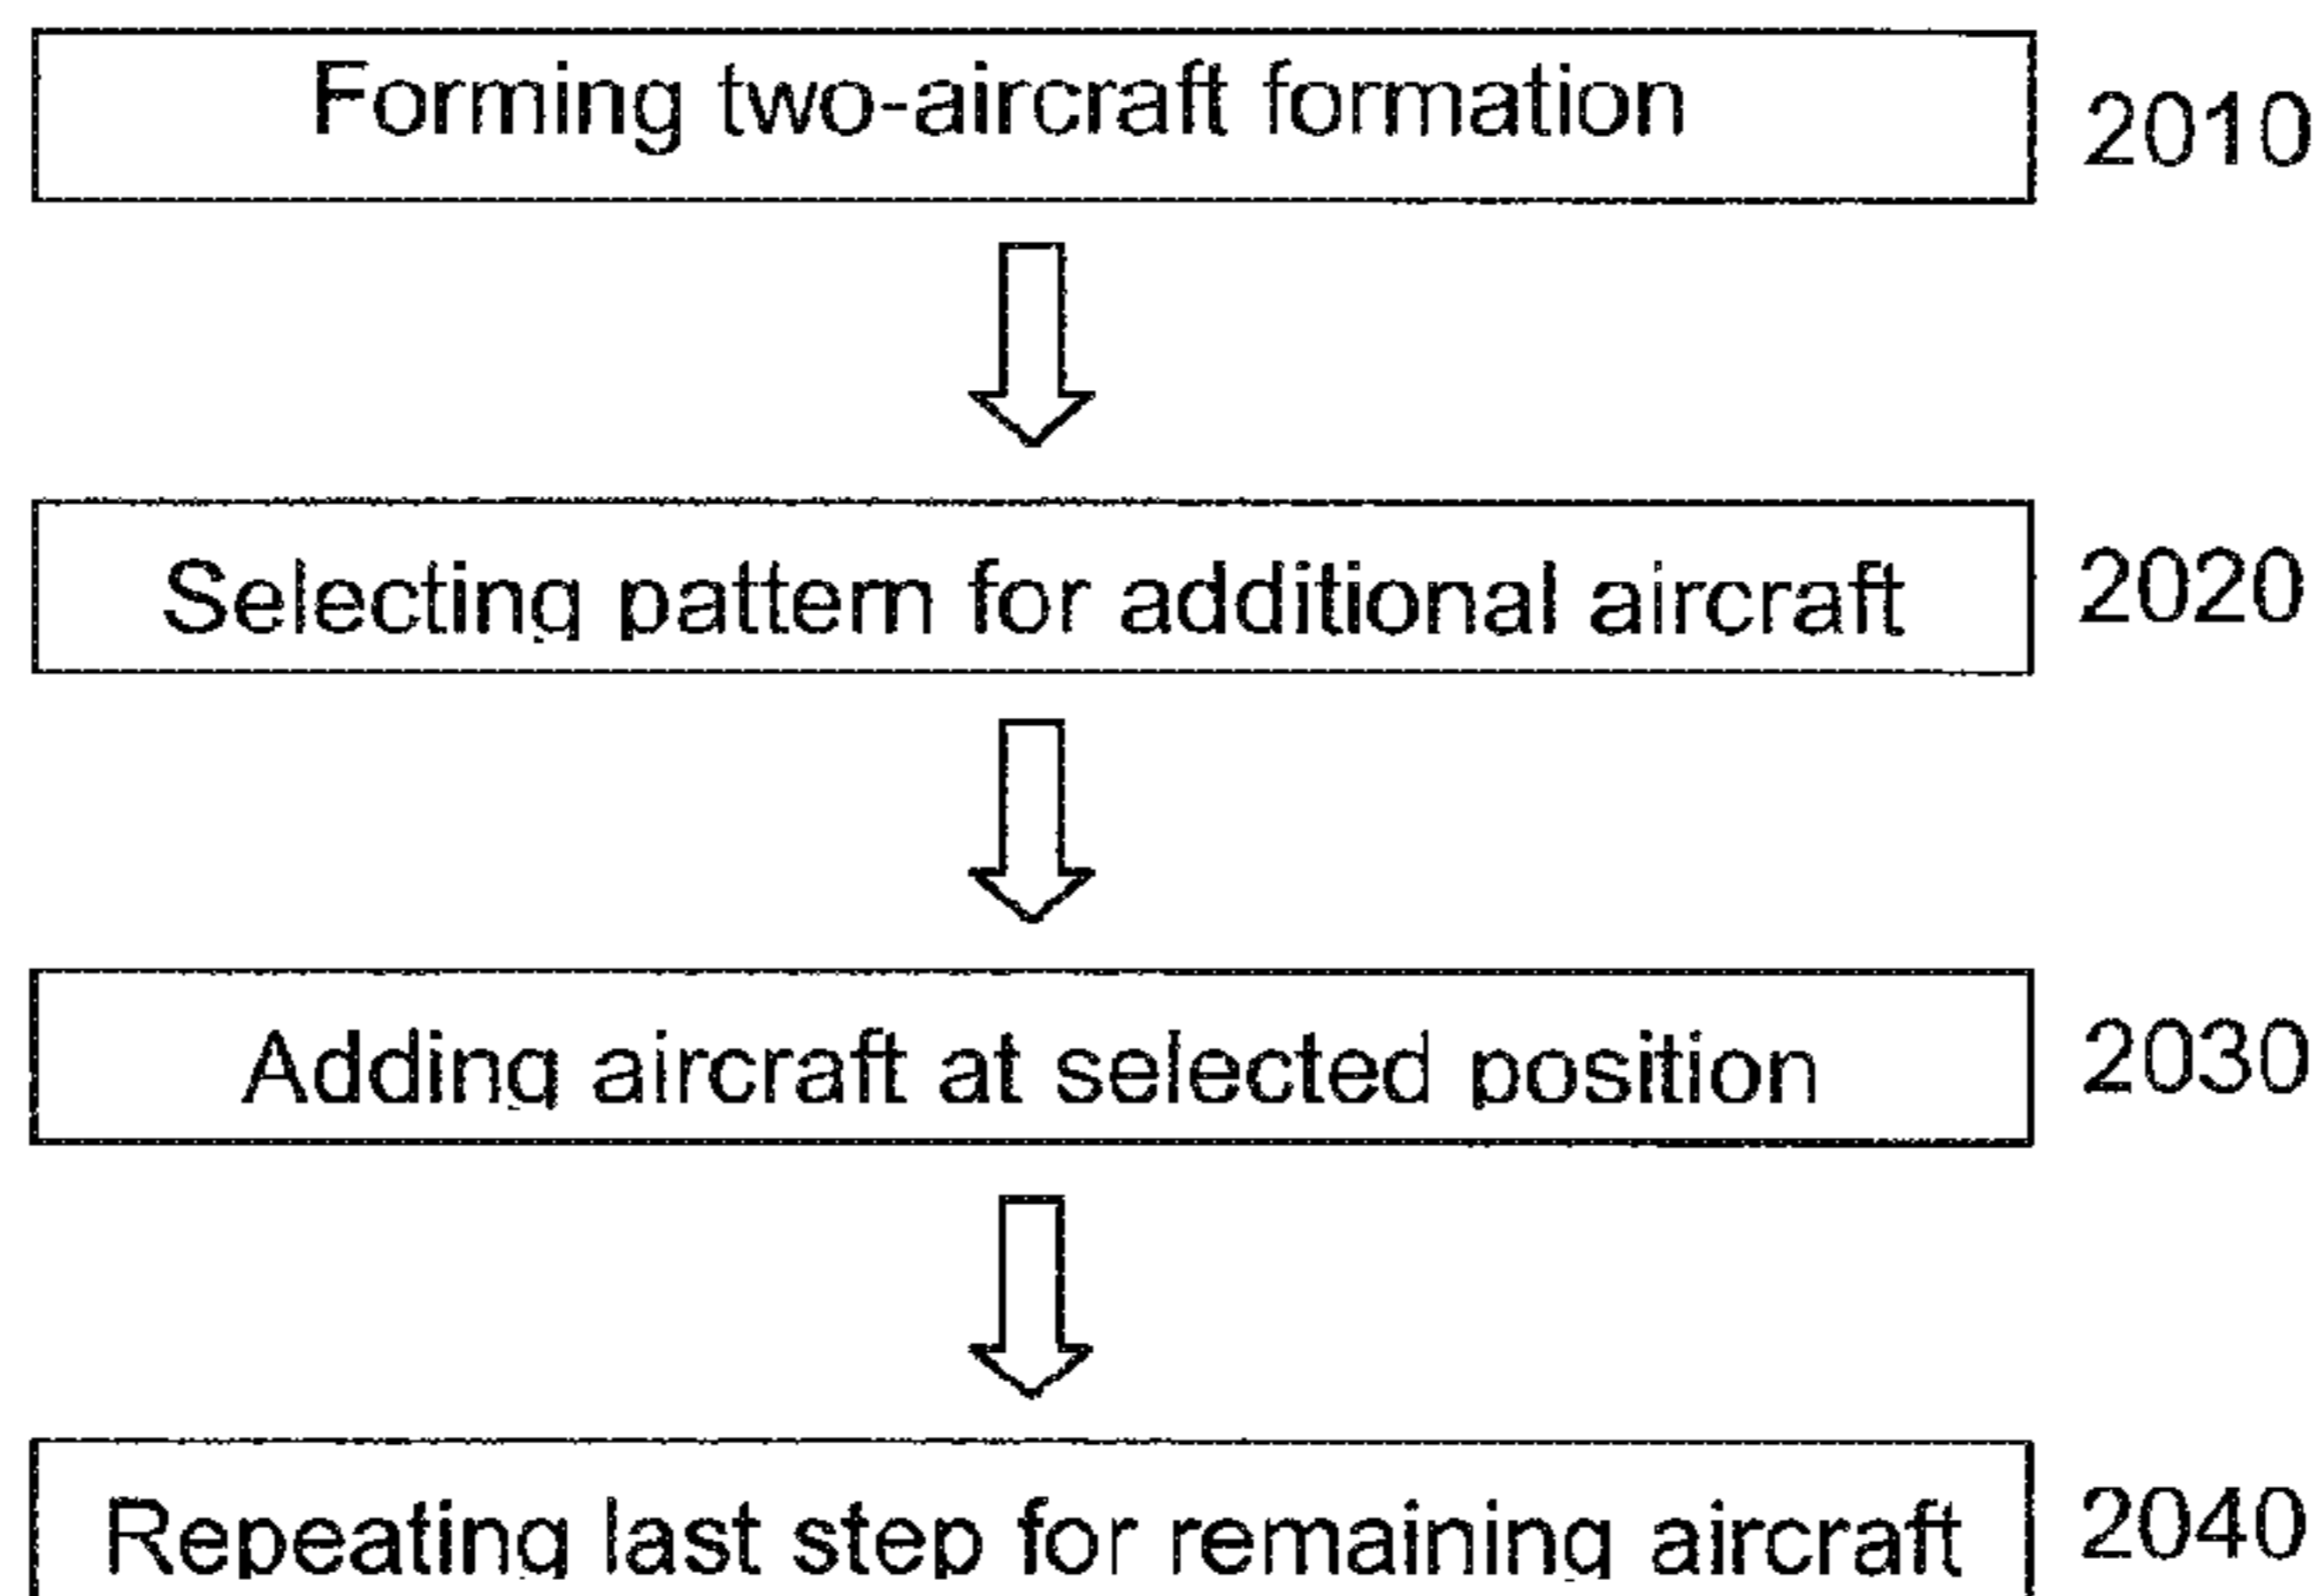 Forming two-aircraft formation 2010
Selecting pattern for additional aircraft 2020
Adding aircraft at selected position 2030
Repeating last step for remaining aircraft 2040